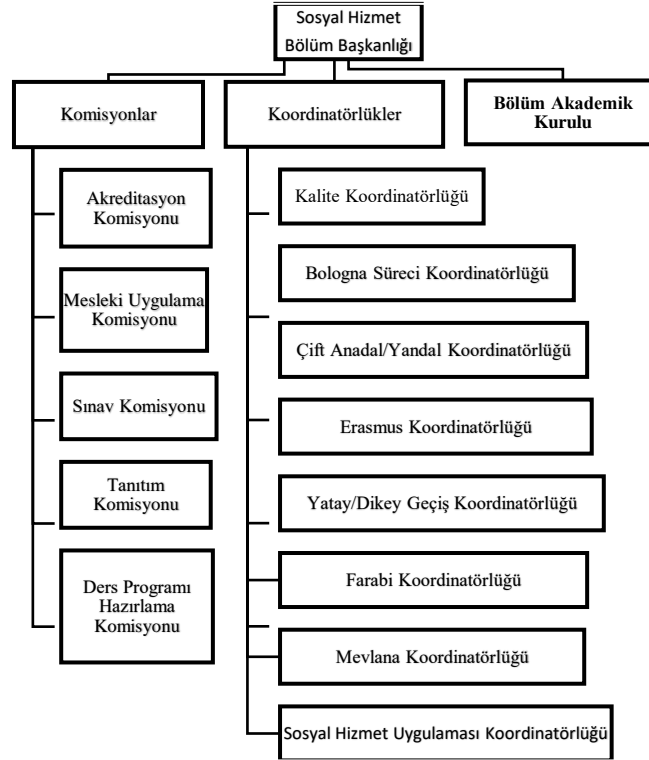 Sosyal Hizmet
Bölüm Başkanlığı
Komisyonlar
Koordinatörlükler
Bölüm Akademik
Kurulu
Akreditasyon
Komisyonu
Mesleki Uygulama
Komisyonu
Sınav Komisyonu
Tanıtım
Komisyonu
Ders Programı
Hazırlama
Komisyonu
Kalite Koordinatörlüğü
Bologna Süreci Koordinatörlüğü
Çift Anadal/Yandal Koordinatörlüğü
Erasmus Koordinatörlüğü
Yatay/Dikey Geçiş Koordinatörlüğü
Farabi Koordinatörlüğü
Mevlana Koordinatörlüğü
Sosyal Hizmet Uygulaması Koordinatörlüğü